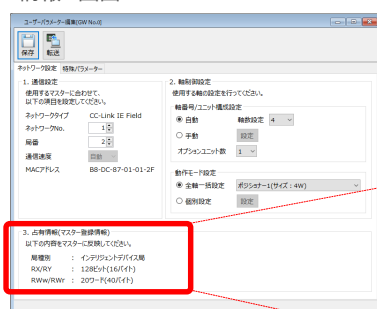 ユーザーパラメーター編集(GW No.0)
保存 転送
ネットワーク設定 特殊パラメーター
1. 通信設定
使用するマスターに合わせて、
以下の項目を設定してください。
ネットワークタイプ CC-Link IE Field
ネットワークNo. 1
局番 2
通信速度 自動
MACアドレス B8-DC-87-01-01-2F
2. 軸制御設定
使用する軸の設定を行ってください。
軸番号/ユニット構成設定
自動 軸数設定 4
手動 設定
オプションユニット数 1
動作モード設定
全軸一括設定 ポジショナー1(サイズ：4W)
個別設定 設定
3. 占有情報(マスター登録情報)
以下の内容をマスターに反映してください。
局種別 ： インテリジェントデバイス局
RX/RY ： 128ビット(16バイト)
RWw/RWr ： 20ワード(40バイト)